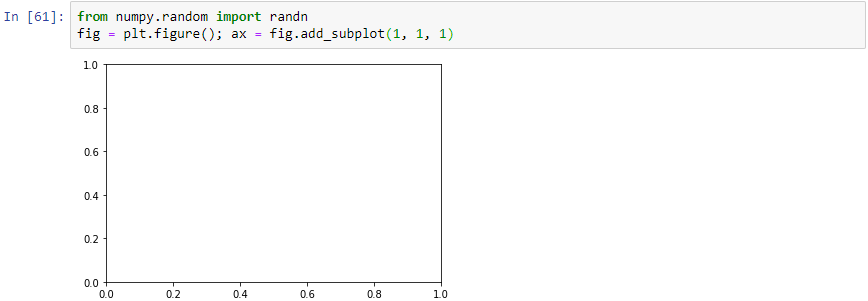 In [61]: from numpy.random import randn
fig = plt.figure(); ax = fig.add_subplot(1, 1, 1)
1.0
0.8
0.6
0.4
0.2
0.0
0.0 0.2 0.4 0.6 0.8 1.0